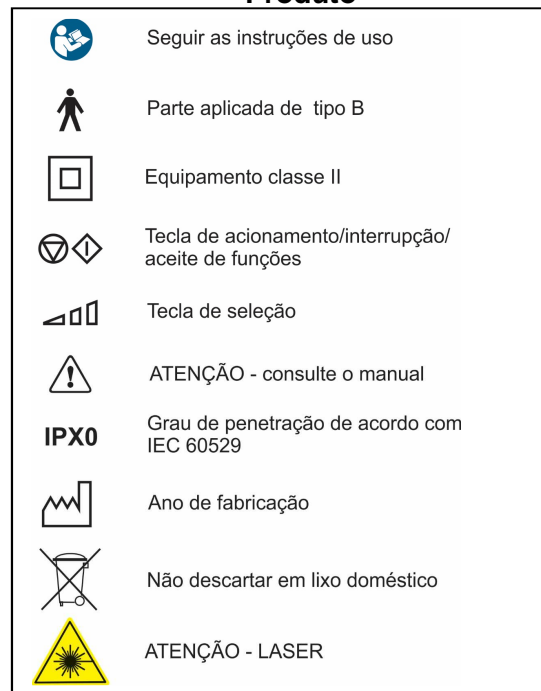 Produto
Seguir as instruções de uso
Parte aplicada de tipo B
Equipamento classe II
Tecla de acionamento/interrupção/
aceite de funções
Tecla de seleção
ATENÇÃO - consulte o manual
IPX0
Grau de penetração de acordo com
IEC 60529
Ano de fabricação
Não descartar em lixo doméstico
ATENÇÃO - LASER